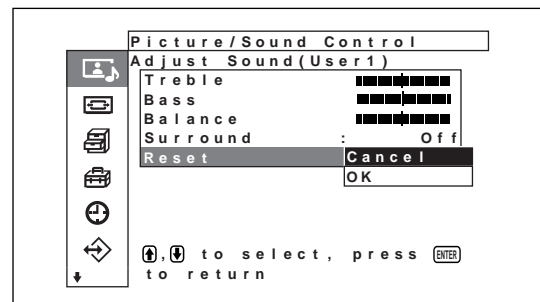 Picture/Sound Control
Adjust Sound(User1)
Treble
Bass
Balance
Surround : Off
Reset Cancel
OK
, to select, press ENTER
to return